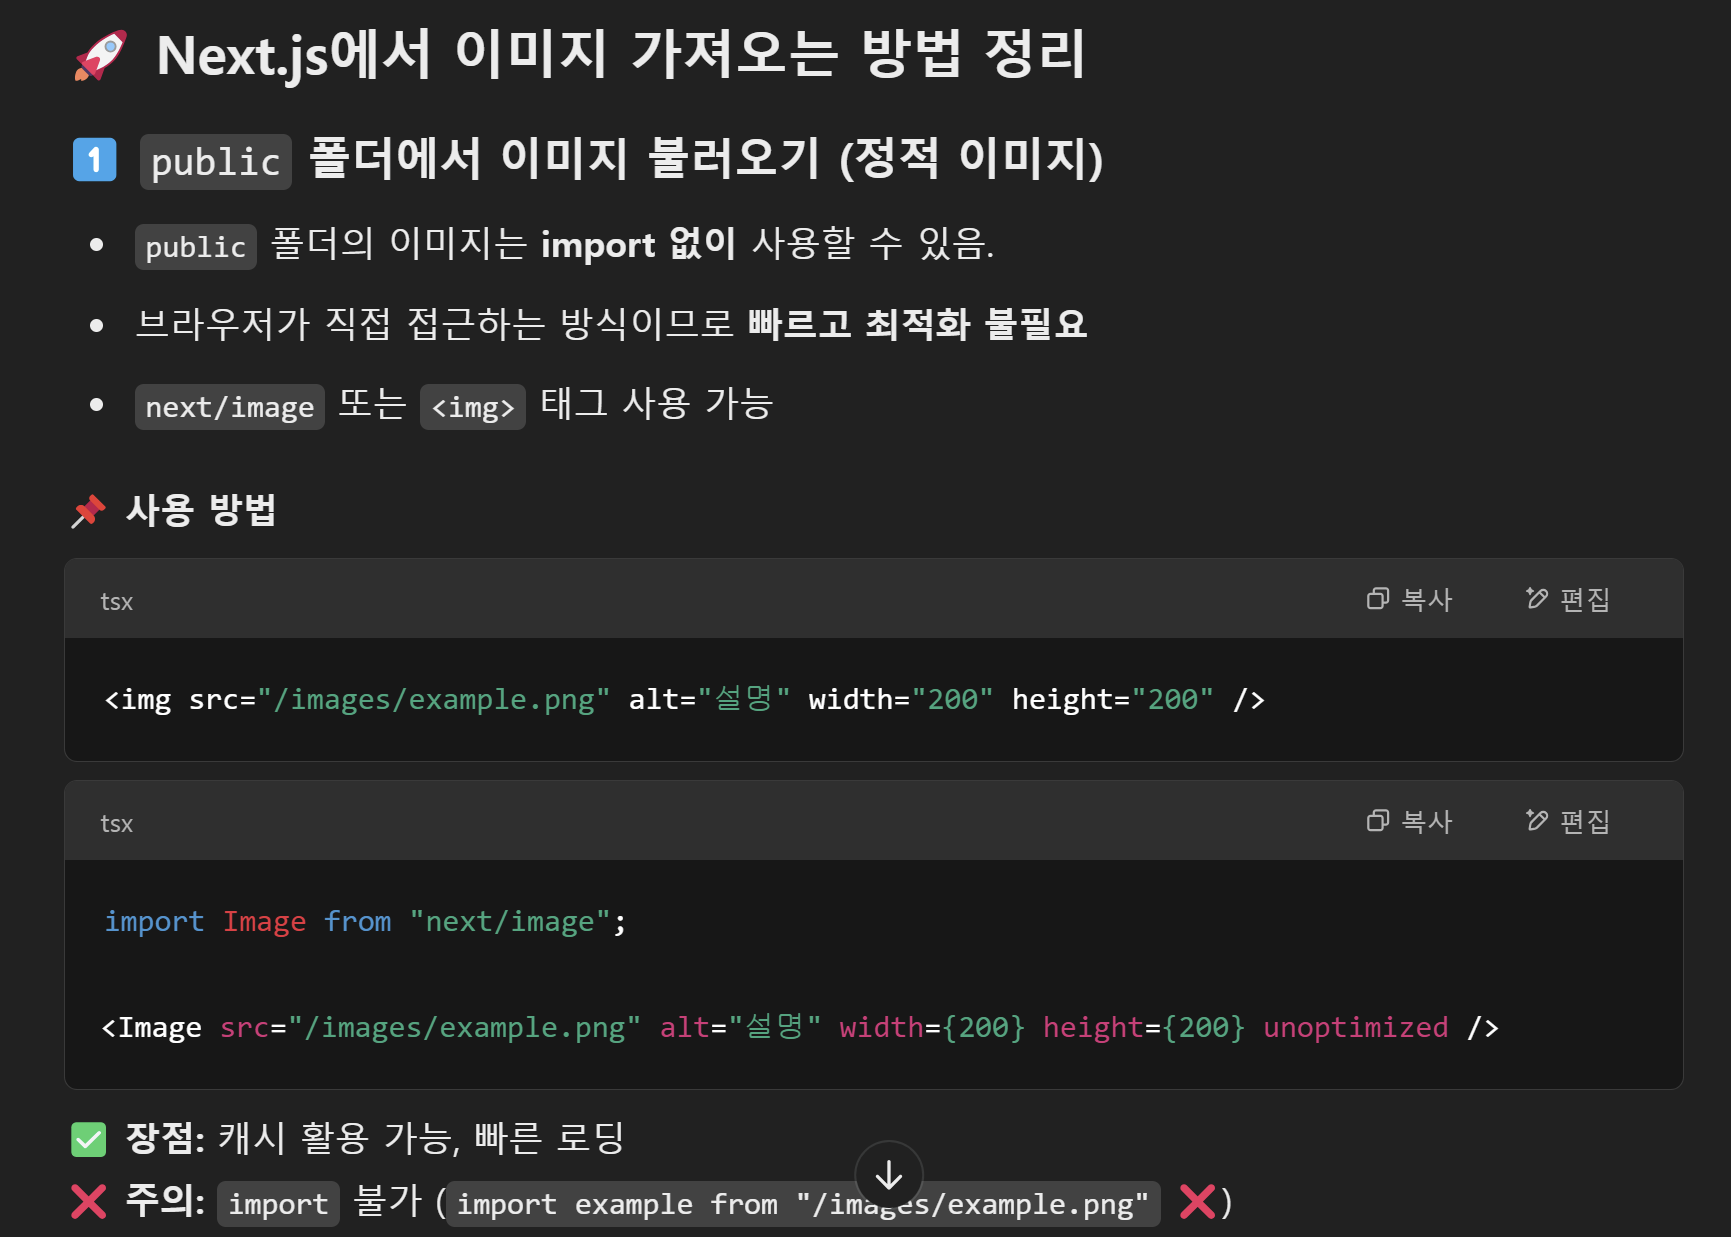 🚀 Next.js에서 이미지 가져오는 방법 정리
1 public 폴더에서 이미지 불러오기 (정적 이미지)
• public 폴더의 이미지는 import 없이 사용할 수 있음.
• 브라우저가 직접 접근하는 방식이므로 빠르고 최적화 불필요
• next/image 또는 <img> 태그 사용 가능
📌 사용 방법
tsx 복사 편집
<img src="/images/example.png" alt="설명" width="200" height="200" />
tsx 복사 편집
import Image from "next/image";
<Image src="/images/example.png" alt="설명" width={200} height={200} unoptimized />
✅ 장점: 캐시 활용 가능, 빠른 로딩
❌ 주의: import 불가 (import example from "/images/example.png" ❌)